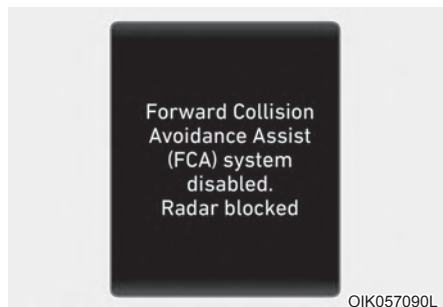 Forward Collision
Avoidance Assist
(FCA) system
disabled.
Radar blocked
OIK057090L